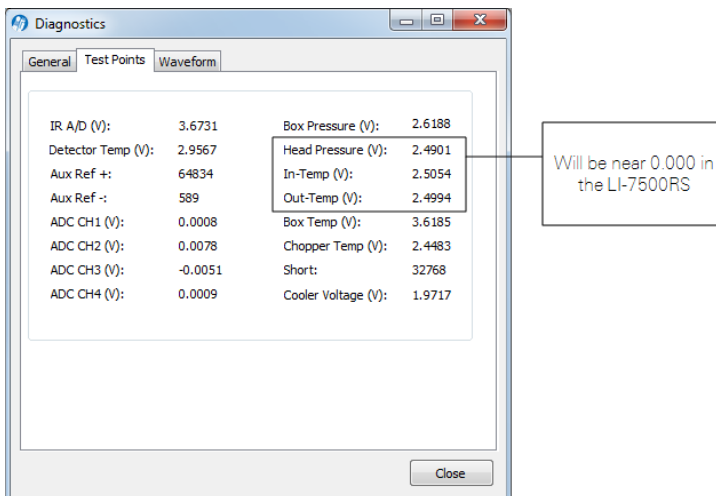 Diagnostics
General Test Points Waveform
IR A/D (V): 3.6731 Box Pressure (V): 2.6188
Detector Temp (V): 2.9567 Head Pressure (V): 2.4901
Aux Ref +: 64834 In-Temp (V): 2.5054
Aux Ref -: 589 Out-Temp (V): 2.4994
ADC CH1 (V): 0.0008 Box Temp (V): 3.6185
ADC CH2 (V): 0.0078 Chopper Temp (V): 2.4483
ADC CH3 (V): -0.0051 Short: 32768
ADC CH4 (V): 0.0009 Cooler Voltage (V): 1.9717
Will be near 0.000 in
the LI-7500RS
Close